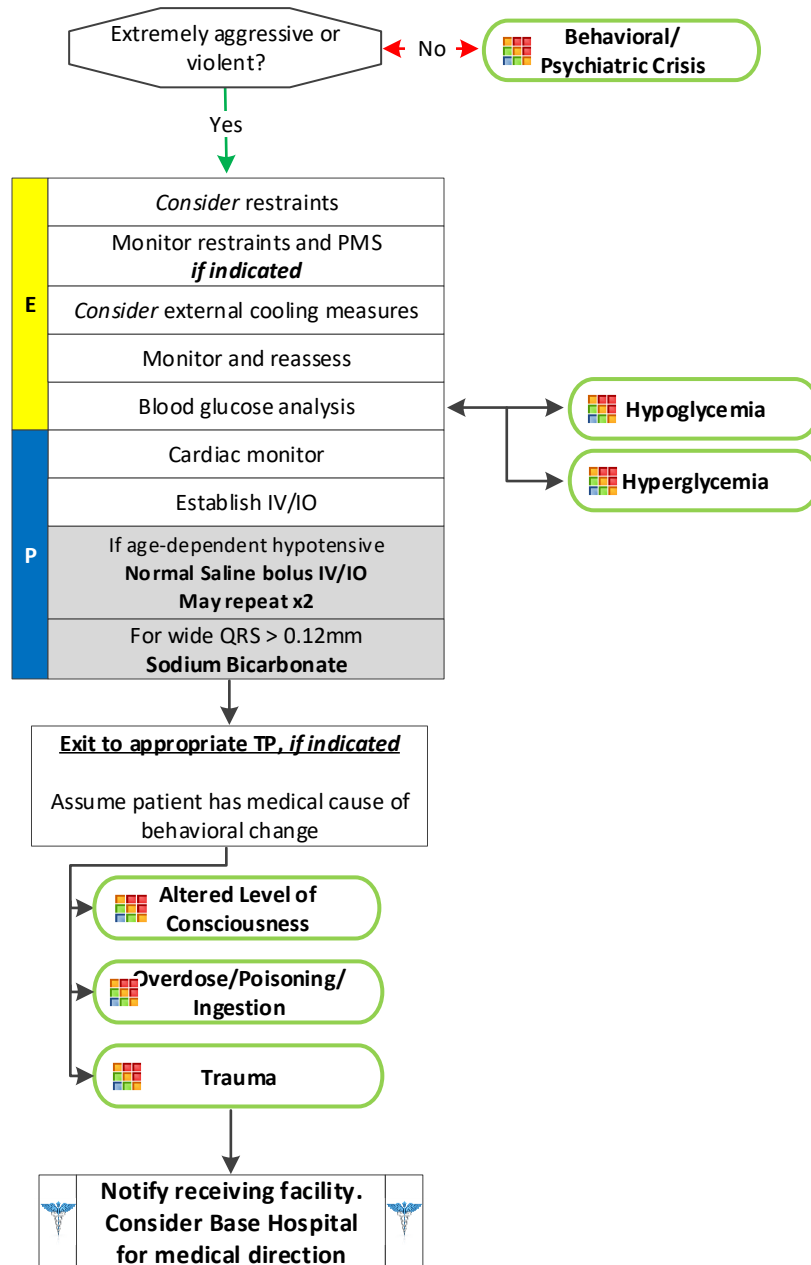 Extremely aggressive or
violent?
No
Behavioral/
Psychiatric Crisis
Yes
E
Consider restraints
Monitor restraints and PMS
if indicated
Consider external cooling measures
Monitor and reassess
Blood glucose analysis
Hypoglycemia
Hyperglycemia
P
Cardiac monitor
Establish IV/IO
If age-dependent hypotensive
Normal Saline bolus IV/IO
May repeat x2
For wide QRS > 0.12mm
Sodium Bicarbonate
Exit to appropriate TP, if indicated
Assume patient has medical cause of
behavioral change
Altered Level of
Consciousness
Overdose/Poisoning/
Ingestion
Trauma
Notify receiving facility.
Consider Base Hospital
for medical direction